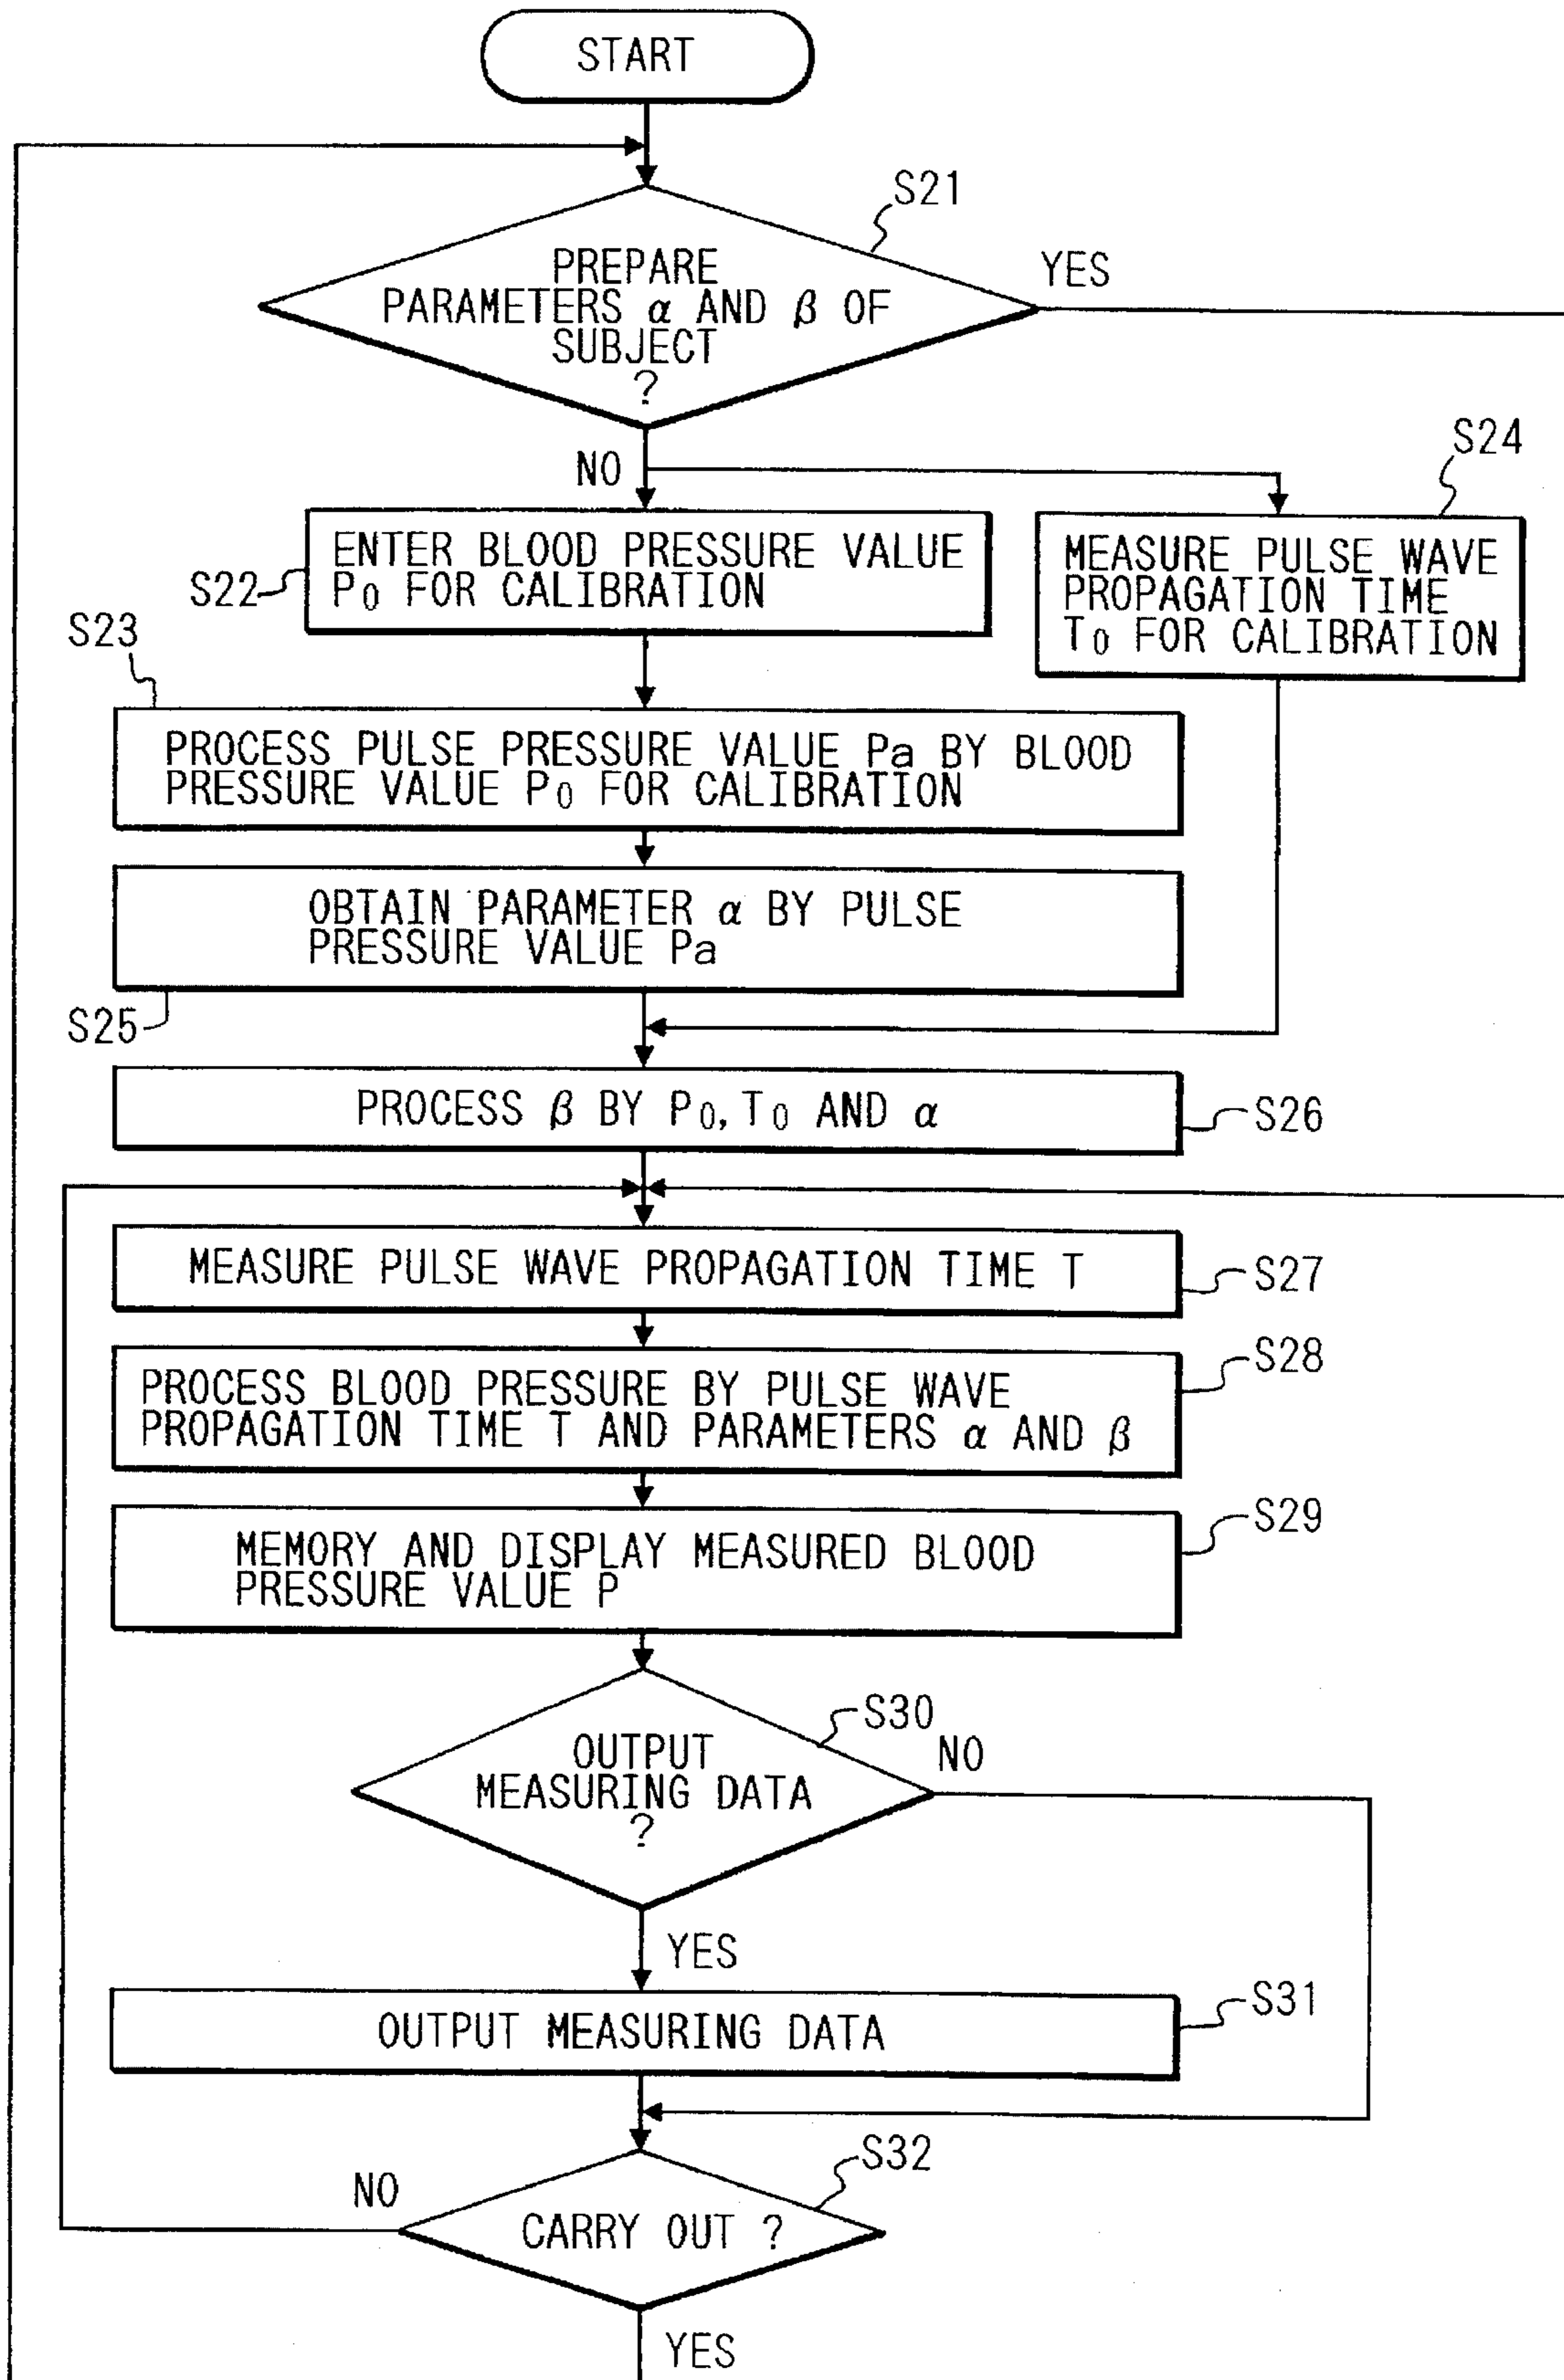 START
S21
PREPARE
PARAMETERS α AND β OF
SUBJECT
?
YES
NO
S24
S22
ENTER BLOOD PRESSURE VALUE
P₀ FOR CALIBRATION
MEASURE PULSE WAVE
PROPAGATION TIME
T₀ FOR CALIBRATION
S23
PROCESS PULSE PRESSURE VALUE Pa BY BLOOD
PRESSURE VALUE P₀ FOR CALIBRATION
OBTAIN PARAMETER α BY PULSE
PRESSURE VALUE Pa
S25
PROCESS β BY P₀, T₀ AND α
S26
MEASURE PULSE WAVE PROPAGATION TIME T
S27
PROCESS BLOOD PRESSURE BY PULSE WAVE
PROPAGATION TIME T AND PARAMETERS α AND β
S28
MEMORY AND DISPLAY MEASURED BLOOD
PRESSURE VALUE P
S29
S30
OUTPUT
MEASURING DATA
?
NO
YES
OUTPUT MEASURING DATA
S31
S32
NO
CARRY OUT ?
YES